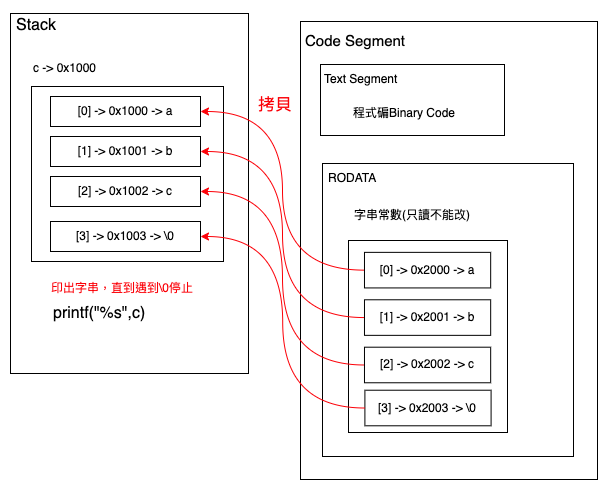 Stack
c -> 0x1000
[0] -> 0x1000 -> a
[1] -> 0x1001 -> b
[2] -> 0x1002 -> c
[3] -> 0x1003 -> \0
印出字串，直到遇到\0停止
printf("%s",c)
拷貝
Code Segment
Text Segment
程式碥Binary Code
RODATA
字串常數(只讀不能改)
[0] -> 0x2000 -> a
[1] -> 0x2001 -> b
[2] -> 0x2002 -> c
[3] -> 0x2003 -> \0